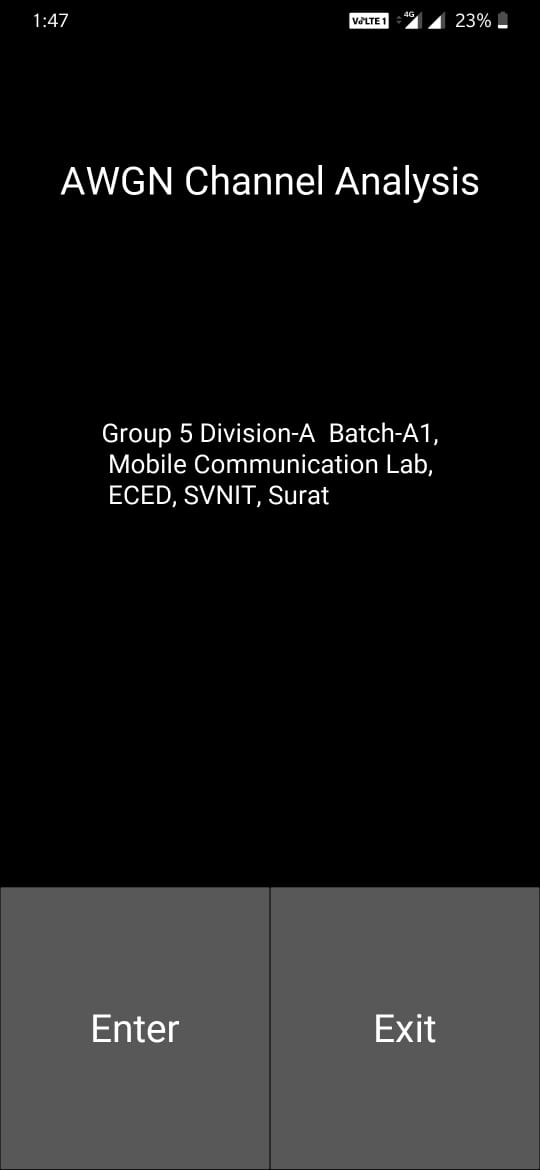 1:47 VoLTE 1 4G 23%
AWGN Channel Analysis
Group 5 Division-A  Batch-A1,
Mobile Communication Lab,
ECED, SVNIT, Surat
Enter Exit